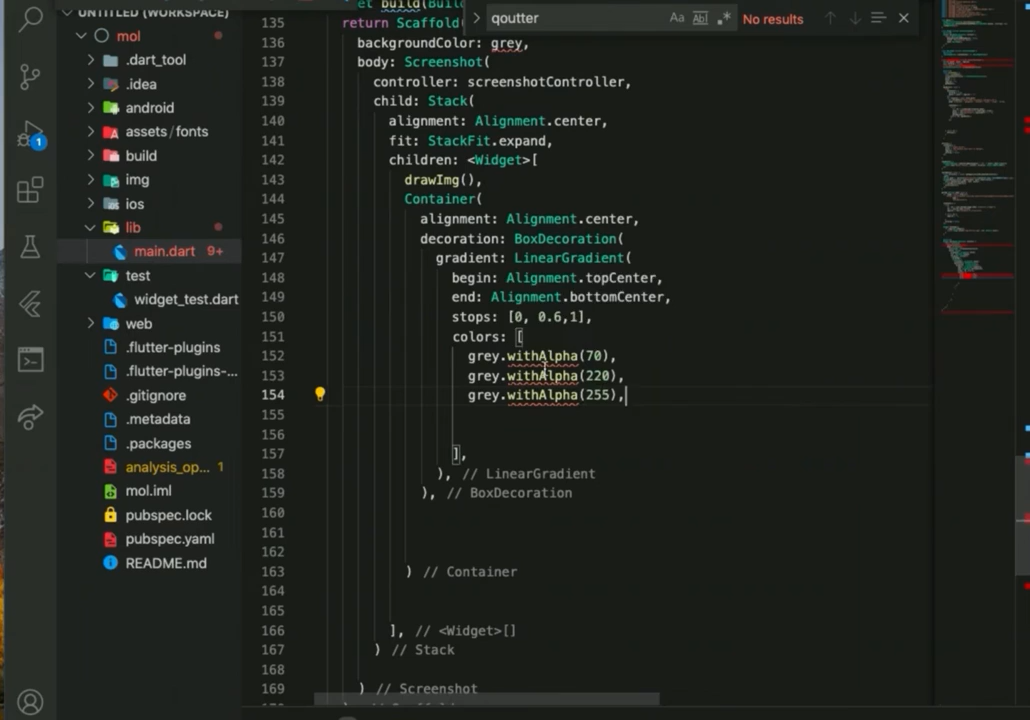 UNTITLED (WORKSPACE)
mol
.dart_tool
.idea
android
assets/fonts
build
img
ios
lib
main.dart 9+
test
widget_test.dart
web
.flutter-plugins
.flutter-plugins-...
.gitignore
.metadata
.packages
analysis_op... 1
mol.iml
pubspec.lock
pubspec.yaml
README.md
1
qoutter
Aa Ab .*
No results
build(
135 return Scaffold(
136 backgroundColor: grey,
137 body: Screenshot(
138 controller: screenshotController,
139 child: Stack(
140 alignment: Alignment.center,
141 fit: StackFit.expand,
142 children: <Widget>[
143 drawImg(),
144 Container(
145 alignment: Alignment.center,
146 decoration: BoxDecoration(
147 gradient: LinearGradient(
148 begin: Alignment.topCenter,
149 end: Alignment.bottomCenter,
150 stops: [0, 0.6,1],
151 colors: [
152 grey.withAlpha(70),
153 grey.withAlpha(220),
154 grey.withAlpha(255),
155
156
157 ],
158 ), // LinearGradient
159 ), // BoxDecoration
160
161
162
163 ) // Container
164
165
166 ], // <Widget>[]
167 ) // Stack
168
169 ) // Screenshot